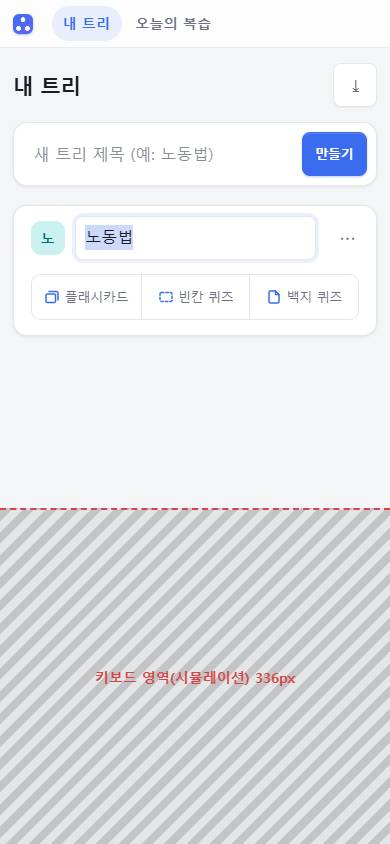 내 트리 오늘의 복습
내 트리
↓
새 트리 제목 (예: 노동법) 만들기
노 노동법 ...
플래시카드 빈칸 퀴즈 백지 퀴즈
키보드 영역(시뮬레이션) 336px